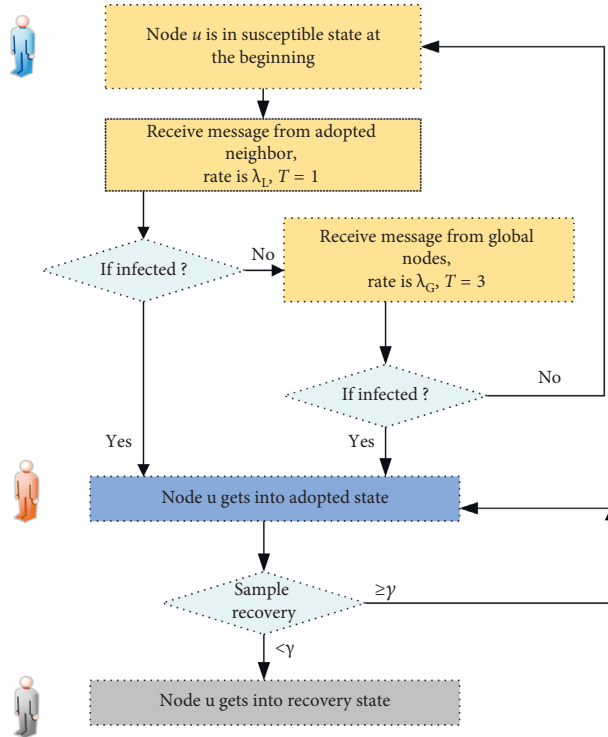 Node u is in susceptible state at
the beginning
Receive message from adopted
neighbor,
rate is λL, T = 1
If infected ?
No
Receive message from global
nodes,
rate is λG, T = 3
If infected ?
No
Yes
Yes
Node u gets into adopted state
Sample
recovery
≥γ
<γ
Node u gets into recovery state